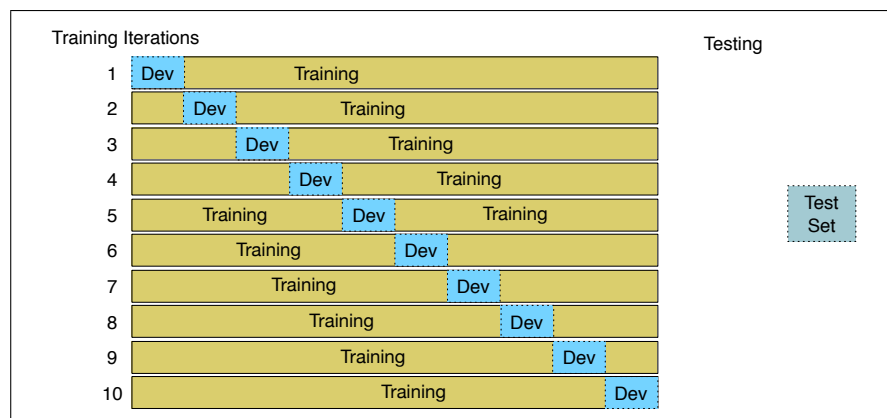 Training Iterations
Testing
1 Dev Training
2 Dev Training
3 Dev Training
4 Dev Training
5 Training Dev Training
6 Training Dev
7 Training Dev
8 Training Dev
9 Training Dev
10 Training Dev
Test
Set